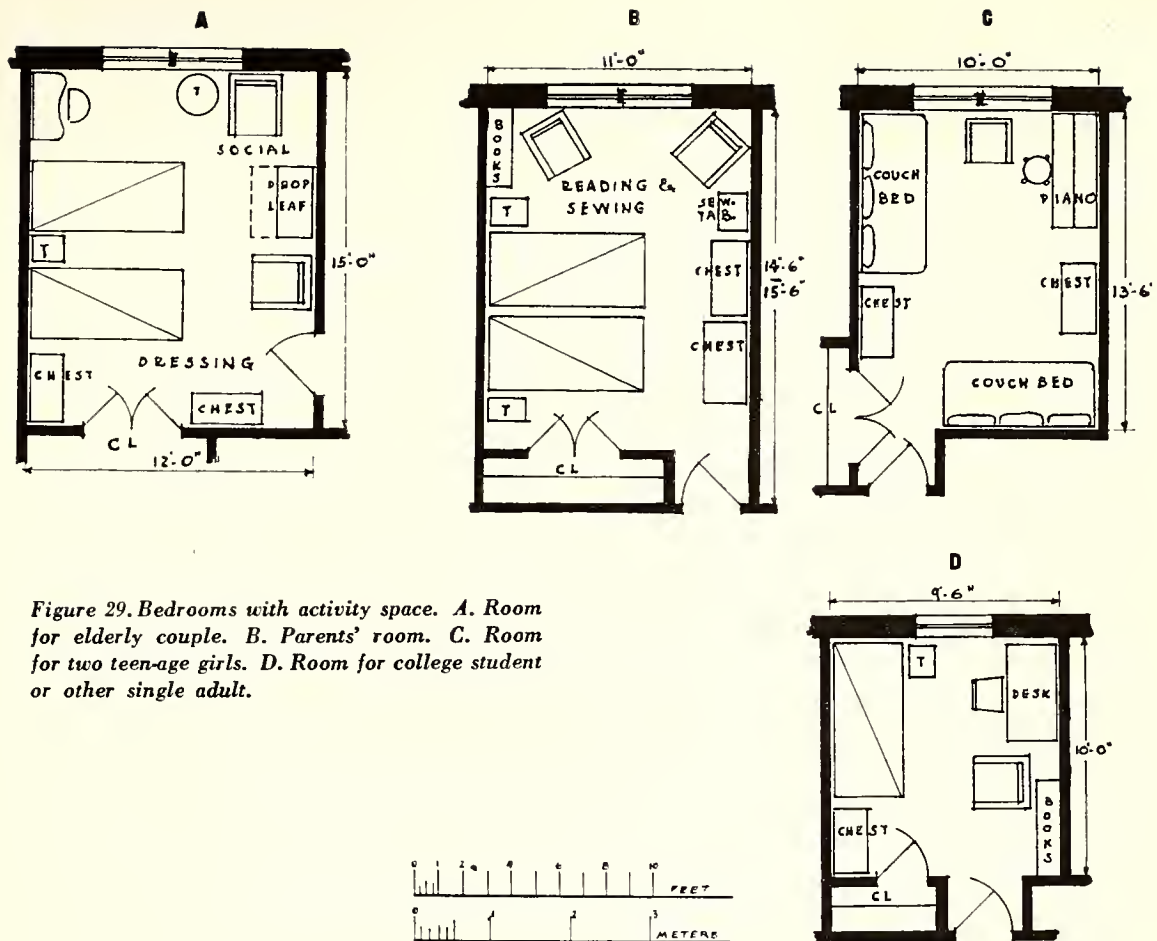 A
B
C
SOCIAL
T
DROP
LEAF
T
15'-0"
DRESSING
CHEST
CHEST
CL
12'-0"
11'-0"
BOOKS
READING &
SEWING
T
SEW.
TAB.
CHEST
14'-6"
15'-6"
CHEST
T
CL
10'-0"
COUCH
BED
PIANO
CHEST
CHEST
13'-6"
COUCH BED
CL
Figure 29. Bedrooms with activity space. A. Room
for elderly couple. B. Parents' room. C. Room
for two teen-age girls. D. Room for college student
or other single adult.
D
9'-6"
T
DESK
10'-0"
BOOKS
CHEST
CL
0 1 2 4 6 8 10
FEET
0 1 2 3
METERS